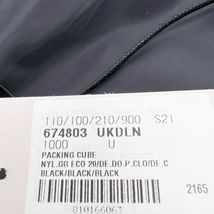 110/100/210/900 S21
674803 UKDLN
1000 U
PACKING CUBE
NYL.GG ECO 20/DE.DO.P.CLO/DE.C
BLACK/BLACK/BLACK
2165
810166063